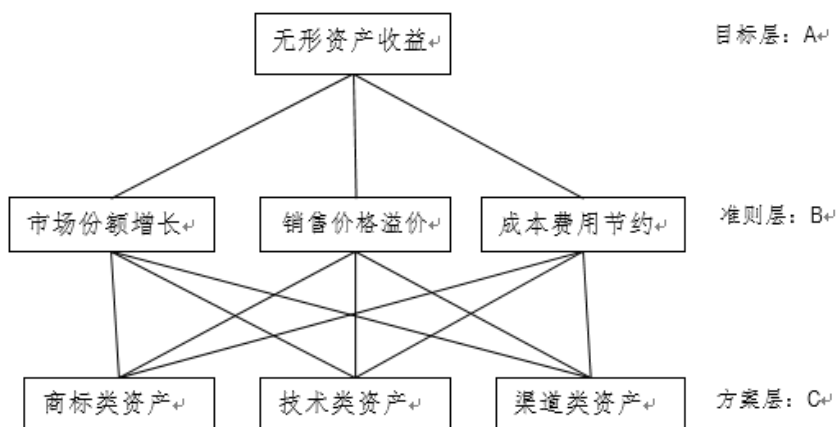 无形资产收益
目标层：A
市场份额增长
销售价格溢价
成本费用节约
准则层：B
商标类资产
技术类资产
渠道类资产
方案层：C